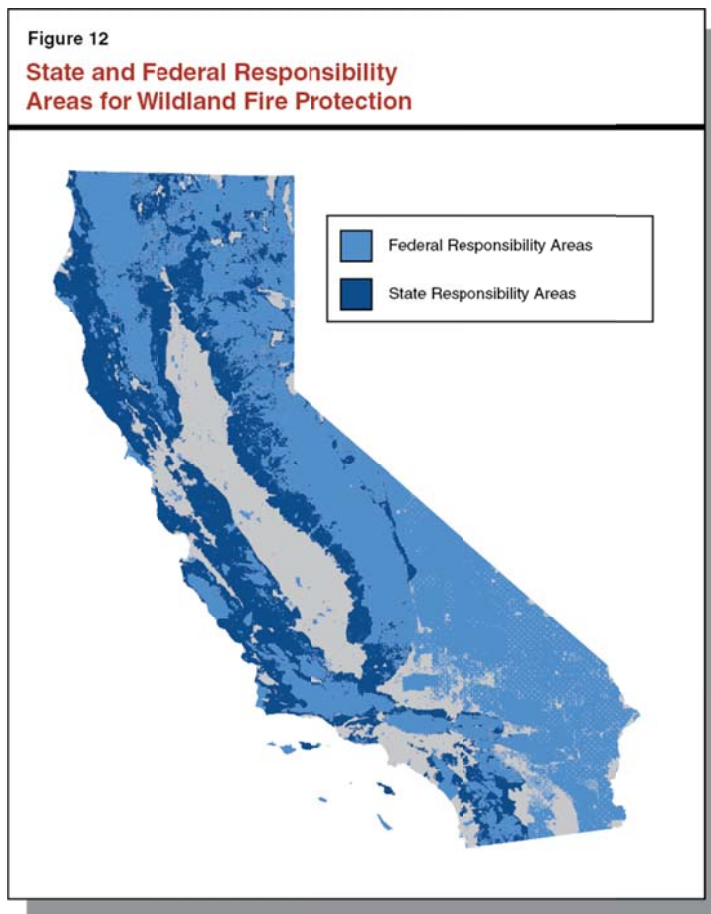 Figure 12
State and Federal Responsibility
Areas for Wildland Fire Protection
Federal Responsibility Areas
State Responsibility Areas